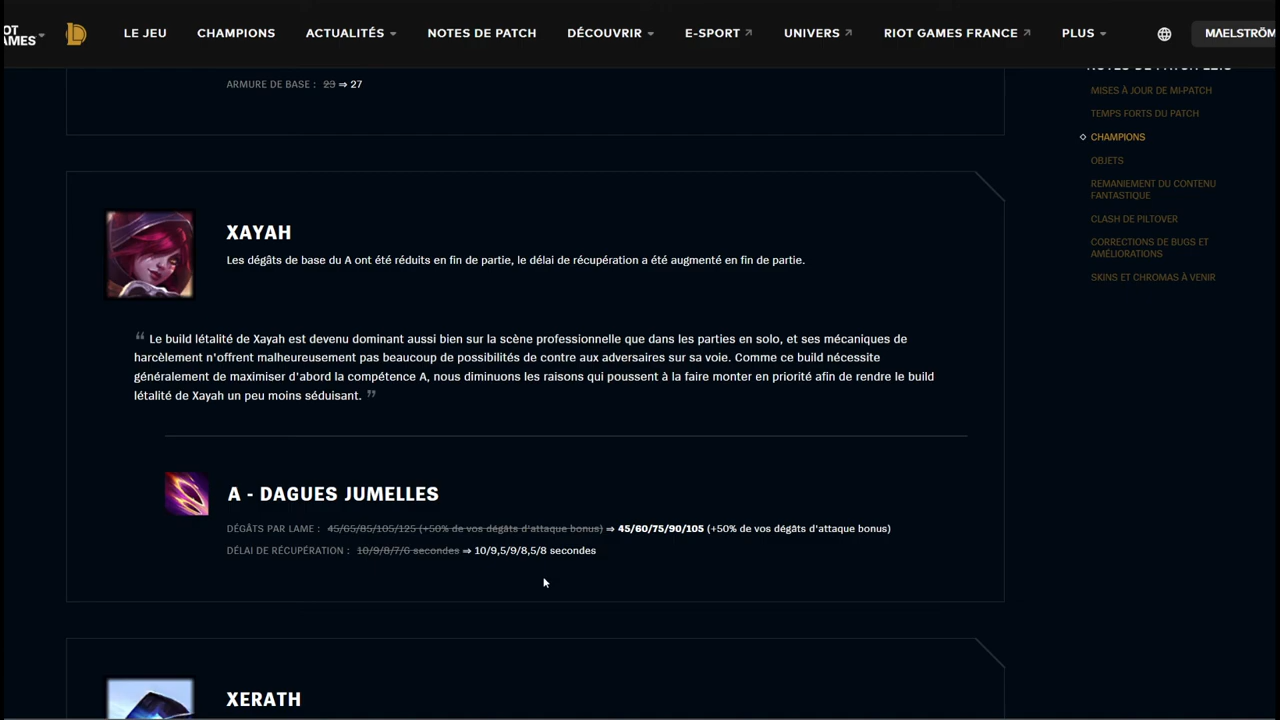 OT
AMES
LE JEU
CHAMPIONS
ACTUALITÉS
NOTES DE PATCH
DÉCOUVRIR
E-SPORT
UNIVERS
RIOT GAMES FRANCE
PLUS
MAELSTRÖM
ARMURE DE BASE : 23 ⇒ 27
MISES À JOUR DE MI-PATCH
TEMPS FORTS DU PATCH
CHAMPIONS
OBJETS
REMANIEMENT DU CONTENU
FANTASTIQUE
CLASH DE PILTOVER
CORRECTIONS DE BUGS ET
AMÉLIORATIONS
SKINS ET CHROMAS À VENIR
XAYAH
Les dégâts de base du A ont été réduits en fin de partie, le délai de récupération a été augmenté en fin de partie.
“ Le build létalité de Xayah est devenu dominant aussi bien sur la scène professionnelle que dans les parties en solo, et ses mécaniques de
harcèlement n'offrent malheureusement pas beaucoup de possibilités de contre aux adversaires sur sa voie. Comme ce build nécessite
généralement de maximiser d'abord la compétence A, nous diminuons les raisons qui poussent à la faire monter en priorité afin de rendre le build
létalité de Xayah un peu moins séduisant. ”
A - DAGUES JUMELLES
DÉGÂTS PAR LAME : 45/65/85/105/125 (+50% de vos dégâts d'attaque bonus) ⇒ 45/60/75/90/105 (+50% de vos dégâts d'attaque bonus)
DÉLAI DE RÉCUPÉRATION : 10/9/8/7/6 secondes ⇒ 10/9,5/9/8,5/8 secondes
XERATH